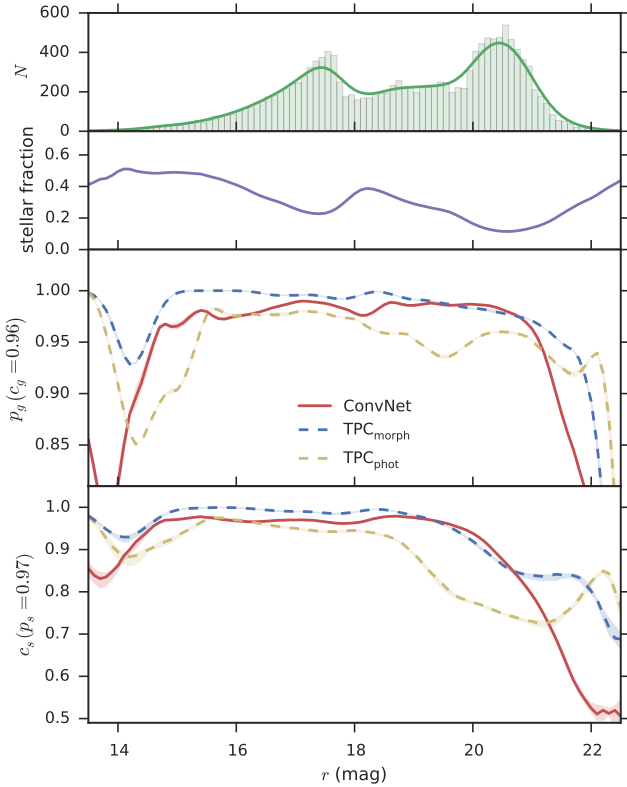 600
400
200
0
N
0.6
0.4
0.2
0.0
stellar fraction
1.00
0.95
0.90
0.85
p_g (c_g = 0.96)
ConvNet
TPC_morph
TPC_phot
1.0
0.9
0.8
0.7
0.6
0.5
c_s (p_s = 0.97)
14 16 18 20 22
r (mag)